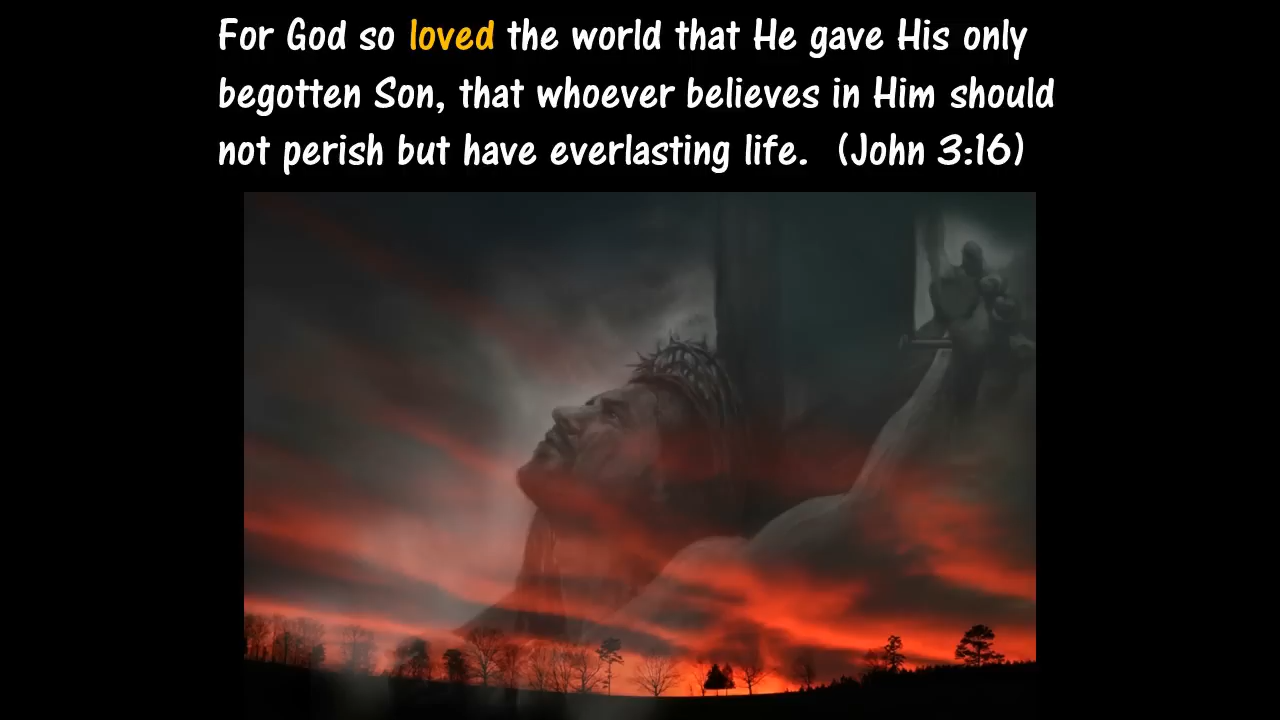 For God so loved the world that He gave His only
begotten Son, that whoever believes in Him should
not perish but have everlasting life.  (John 3:16)